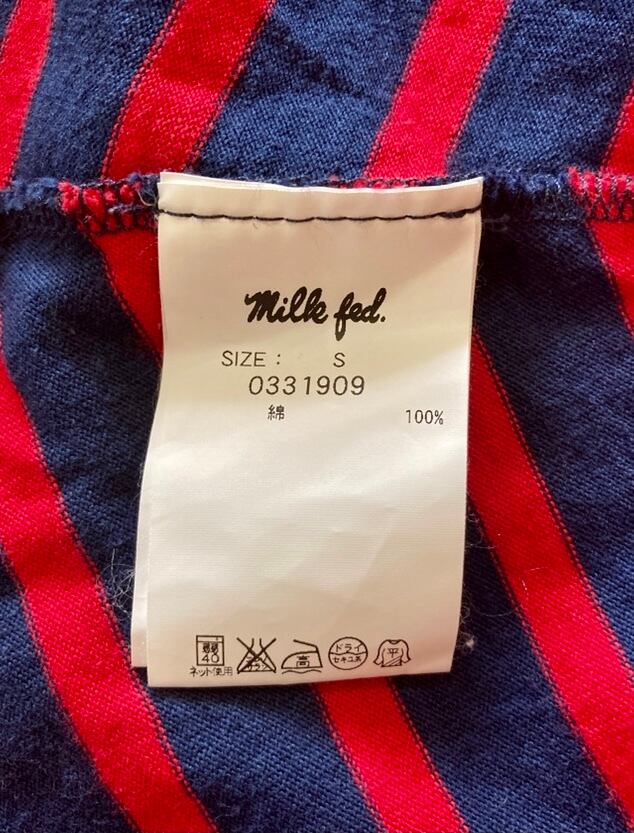 Milk fed.
SIZE : S
0331909
綿 100%
弱 40 高 ドライ セキユ系 平
ネット使用